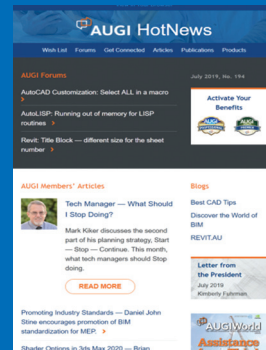 AUGI HotNews
Wish List Forums Get Connected Articles Publications Products
AUGI Forums
July 2019, No. 194
AutoCAD Customization: Select ALL in a macro >
AutoLISP: Running out of memory for LISP
routines >
Revit: Title Block — different size for the sheet
number >
Activate Your
Benefits
AUGI Members' Articles
Tech Manager — What Should
I Stop Doing?
Mark Kiker discusses the second
part of his planning strategy, Start
— Stop — Continue. This month,
what tech managers should Stop
doing.
READ MORE
Promoting Industry Standards — Daniel John
Stine encourages promotion of BIM
standardization for MEP. >
Shader Options in 3ds Max 2020 — Brian
Blogs
Best CAD Tips
Discover the World of
BIM
REVIT.AU
Letter from
the President
July 2019
Kimberly Fuhrman
AUGIWorld
Assistance